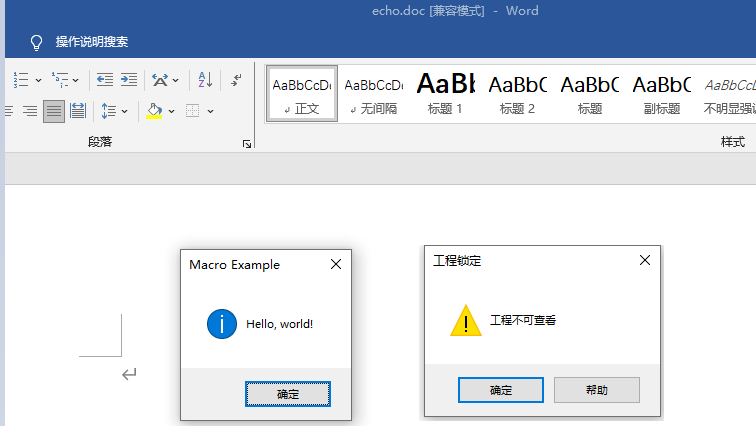 echo.doc [兼容模式] - Word
操作说明搜索
AaBbCcDc
AaBbCcDc
AaBb
AaBbC
AaBbC
AaBbC
AaBbCcD
正文
无间隔
标题 1
标题 2
标题
副标题
不明显强调
段落
样式
Macro Example
Hello, world!
确定
工程锁定
工程不可查看
确定
帮助